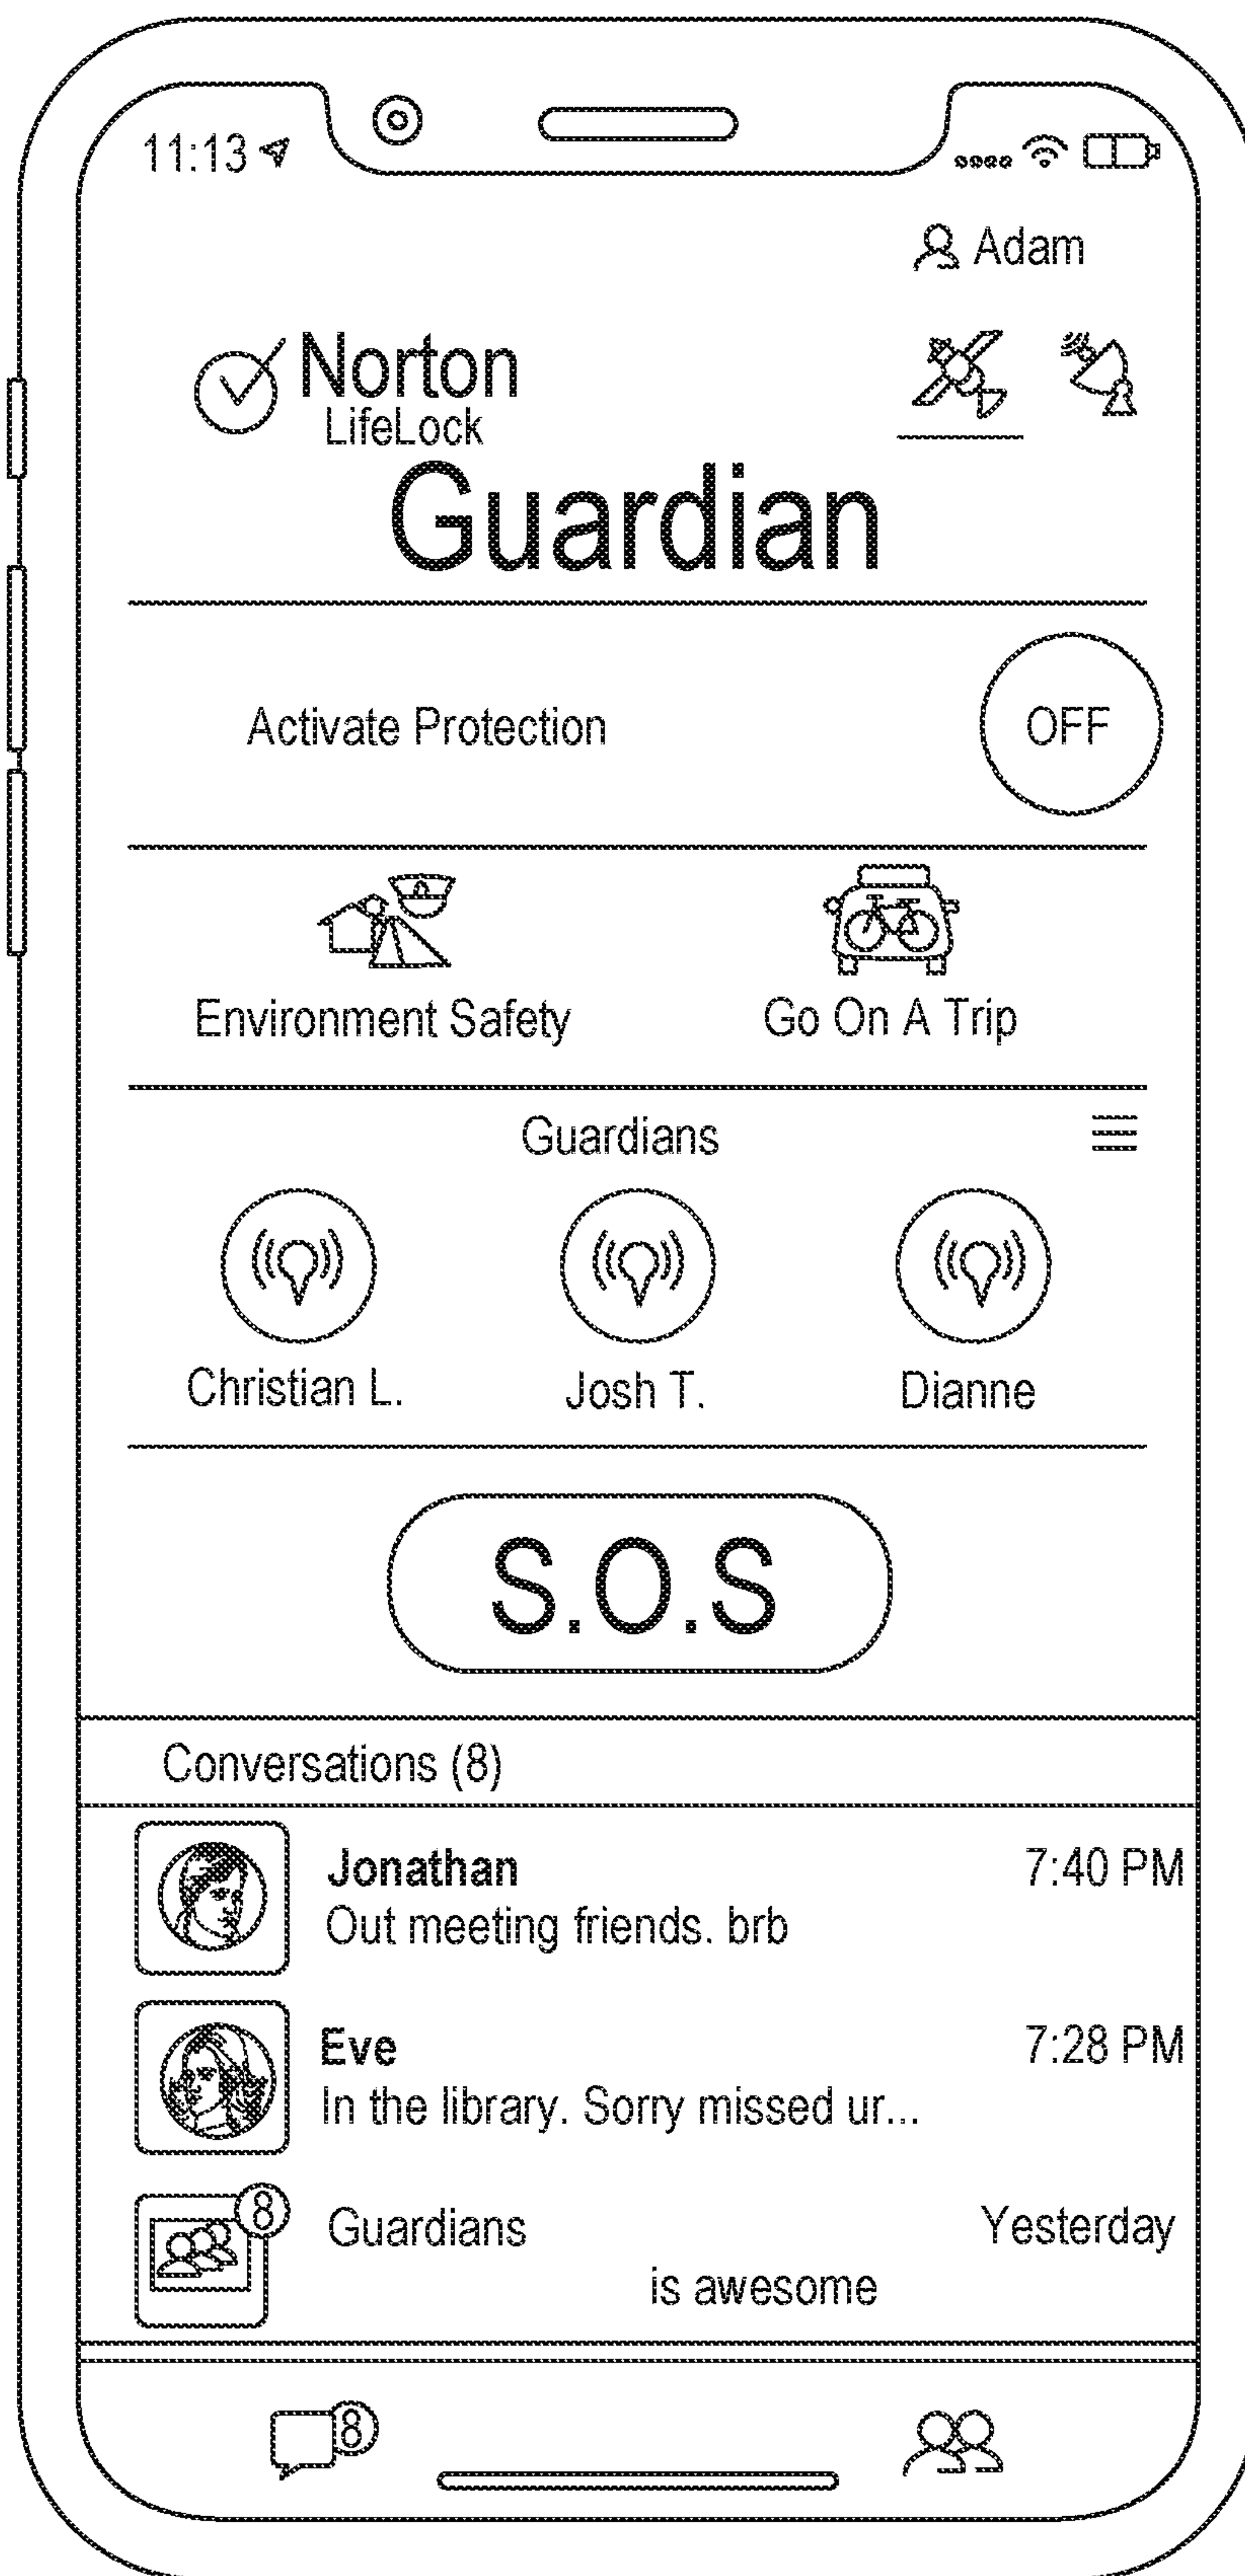 11:13
Adam
Norton
LifeLock
Guardian
Activate Protection
OFF
Environment Safety
Go On A Trip
Guardians
Christian L.
Josh T.
Dianne
S.O.S
Conversations (8)
Jonathan
7:40 PM
Out meeting friends. brb
Eve
7:28 PM
In the library. Sorry missed ur...
8
Guardians
Yesterday
is awesome
8